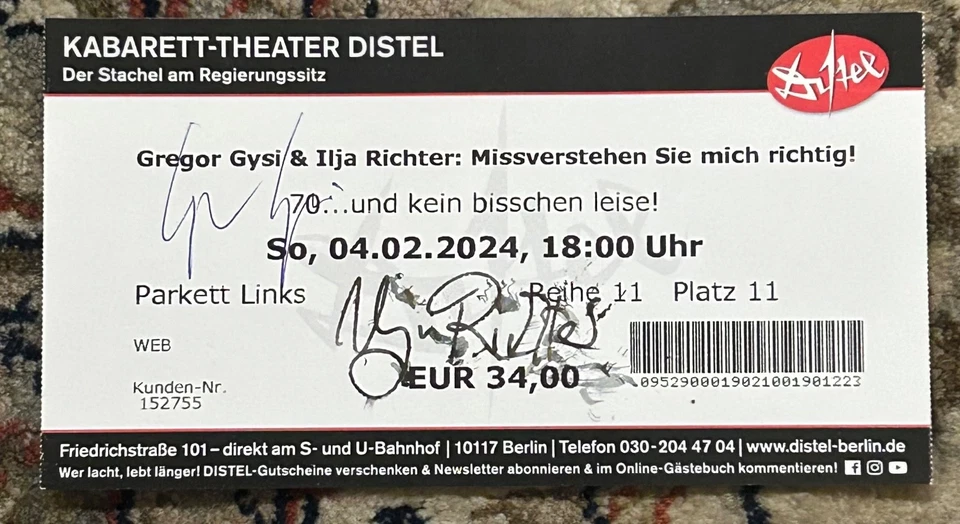 KABARETT-THEATER DISTEL
Der Stachel am Regierungssitz
Distel
Gregor Gysi & Ilja Richter: Missverstehen Sie mich richtig!
70...und kein bisschen leise!
So, 04.02.2024, 18:00 Uhr
Parkett Links Reihe 11 Platz 11
Ilja Richter
WEB
EUR 34,00
0952900019021001901223
Kunden-Nr.
152755
Friedrichstraße 101 – direkt am S- und U-Bahnhof | 10117 Berlin | Telefon 030-204 47 04 | www.distel-berlin.de
Wer lacht, lebt länger! DISTEL-Gutscheine verschenken & Newsletter abonnieren & im Online-Gästebuch kommentieren!